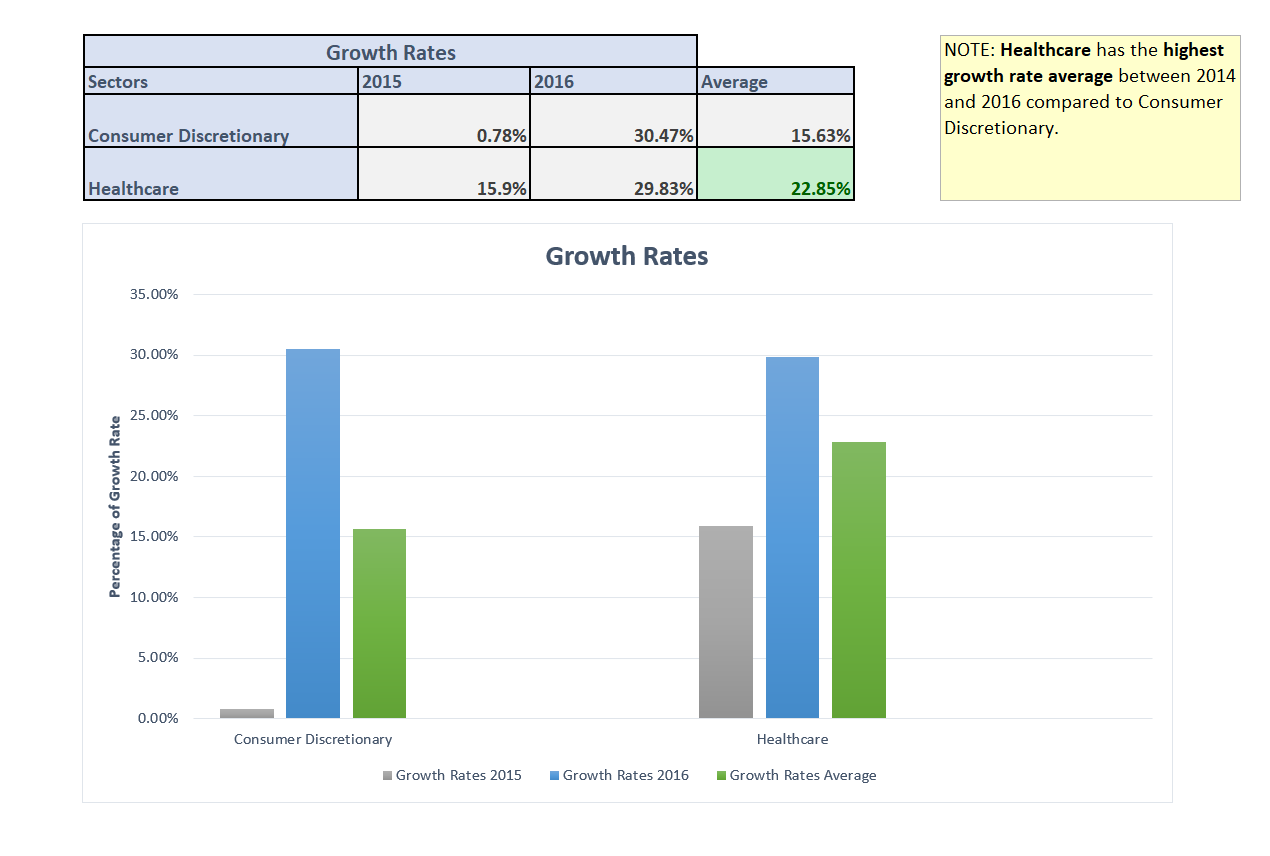 Growth Rates
Sectors 2015 2016 Average
Consumer Discretionary 0.78% 30.47% 15.63%
Healthcare 15.9% 29.83% 22.85%
NOTE: Healthcare has the highest
growth rate average between 2014
and 2016 compared to Consumer
Discretionary.
Growth Rates
Percentage of Growth Rate
35.00%
30.00%
25.00%
20.00%
15.00%
10.00%
5.00%
0.00%
Consumer Discretionary Healthcare
Growth Rates 2015 Growth Rates 2016 Growth Rates Average